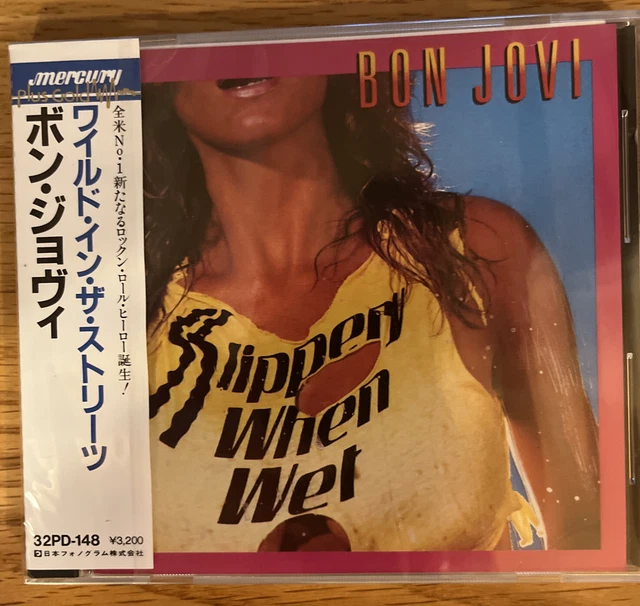 mercury
plus Gold
全米No.1新たなるロックン・ロール・ヒーロー誕生！
ワイルド・イン・ザ・ストリーツ
ボン・ジョヴィ
32PD-148 ¥3,200
日本フォノグラム株式会社
BON JOVI
Slippery
When
Wet